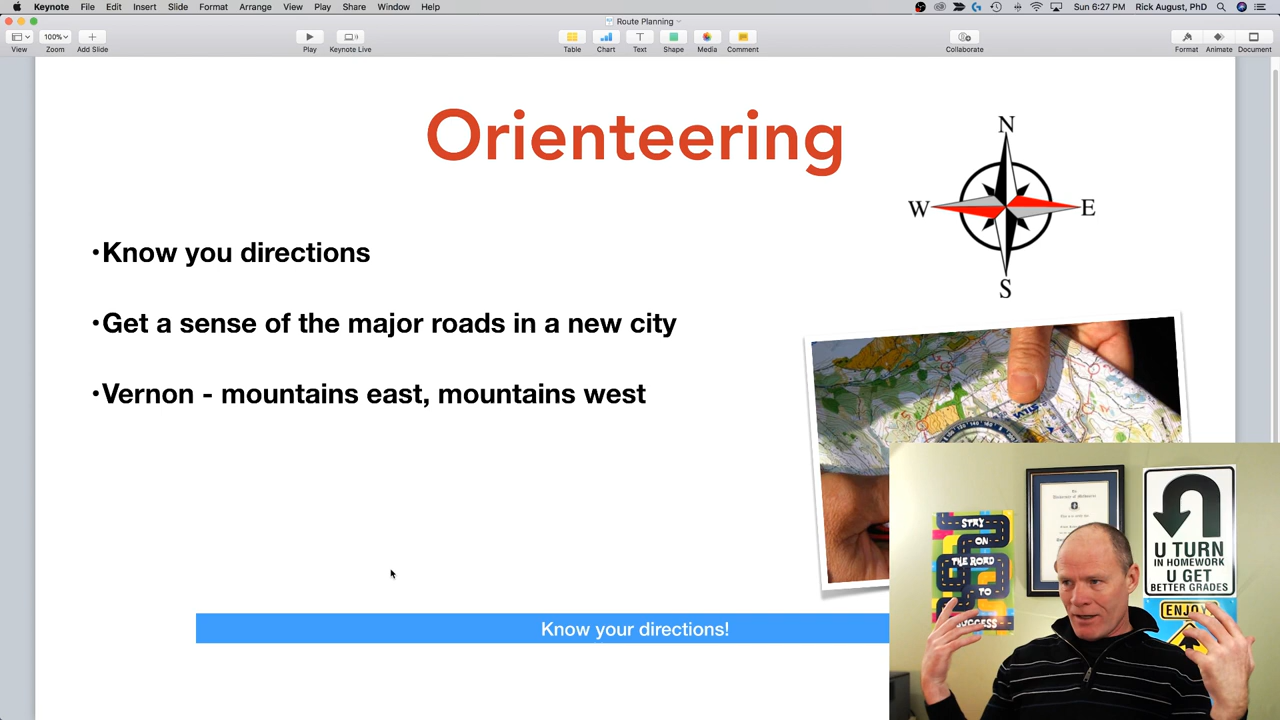 Keynote File Edit Insert Slide Format Arrange View Play Share Window Help
Sun 6:27 PM Rick August, PhD
Route Planning
100%
View Zoom Add Slide Play Keynote Live Table Chart Text Shape Media Comment Collaborate Format Animate Document
Orienteering
N
W E
S
•Know you directions
•Get a sense of the major roads in a new city
•Vernon - mountains east, mountains west
Know your directions!
STAY
ON
THE ROAD
TO
SUCCESS
U TURN
IN HOMEWORK
U GET
BETTER GRADES
ENJOY